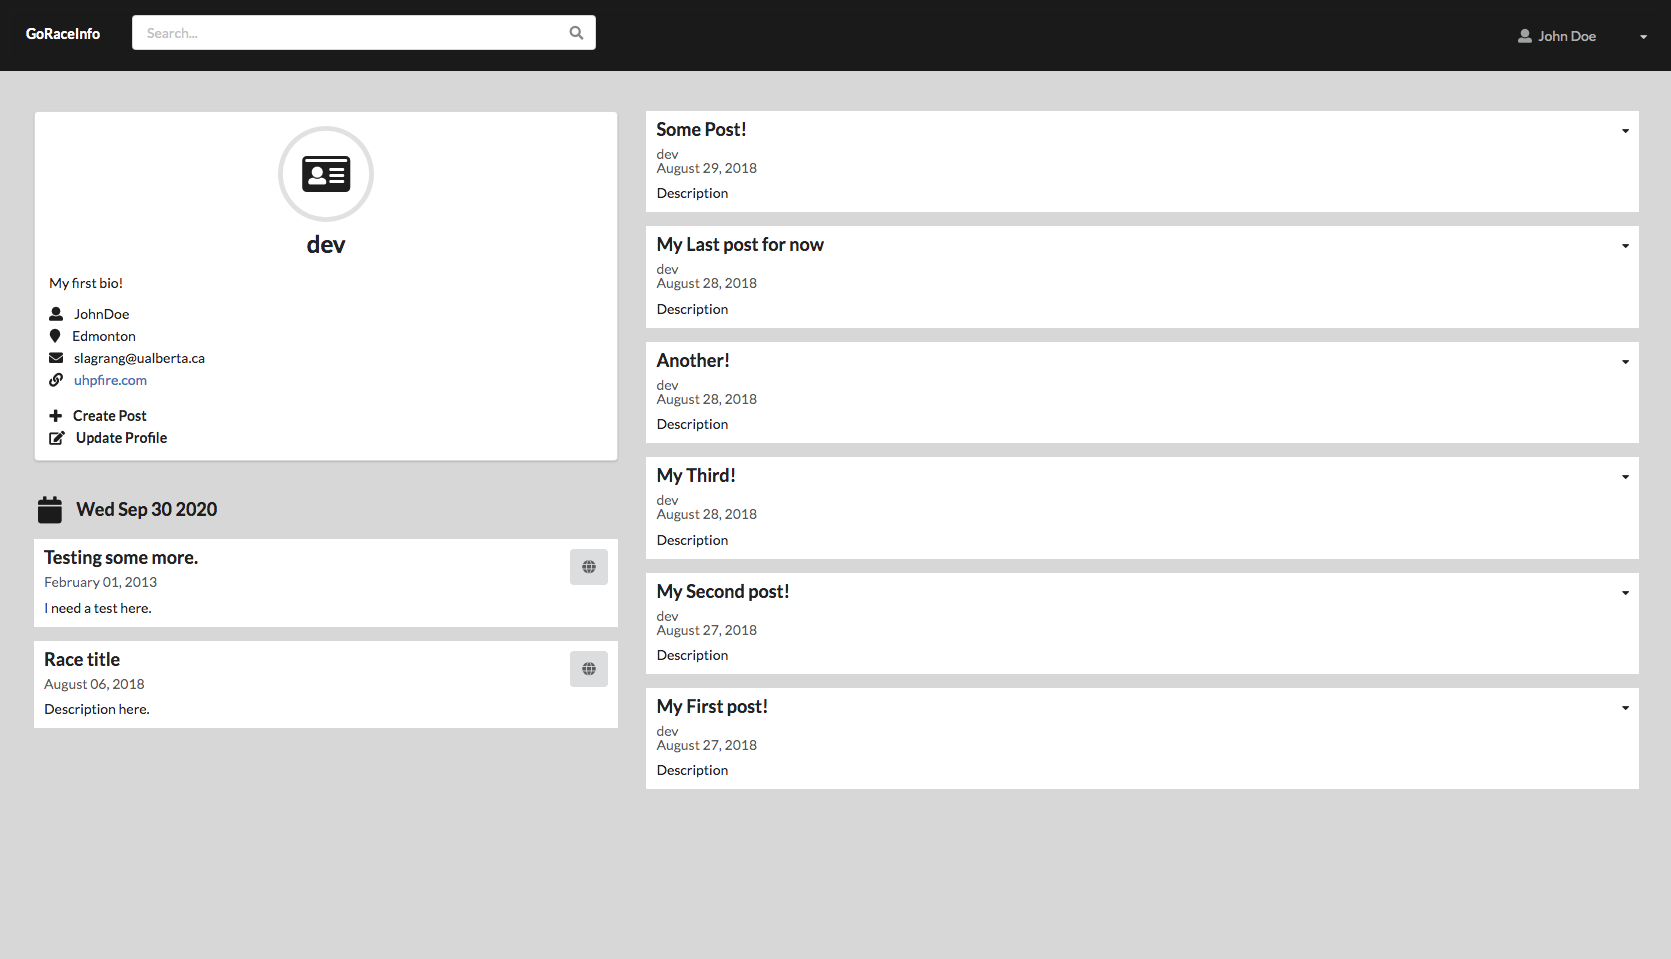 GoRaceInfo
Search...
John Doe
dev
My first bio!
JohnDoe
Edmonton
slagrang@ualberta.ca
uhpfire.com
Create Post
Update Profile
Wed Sep 30 2020
Testing some more.
February 01, 2013
I need a test here.
Race title
August 06, 2018
Description here.
Some Post!
dev
August 29, 2018
Description
My Last post for now
dev
August 28, 2018
Description
Another!
dev
August 28, 2018
Description
My Third!
dev
August 28, 2018
Description
My Second post!
dev
August 27, 2018
Description
My First post!
dev
August 27, 2018
Description